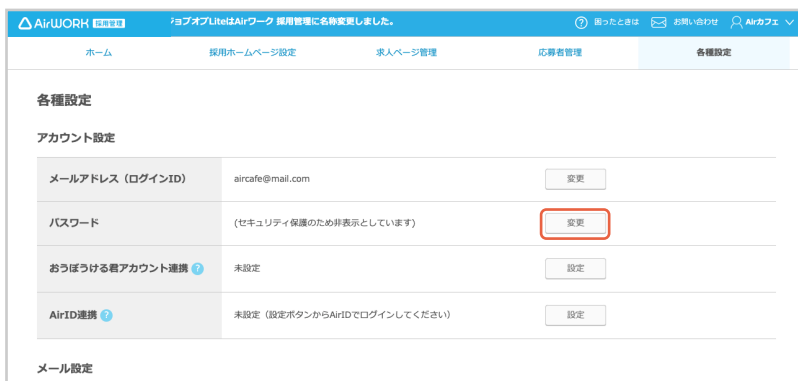 AirWORK 採用管理 ジョブオプLiteはAirワーク 採用管理に名称変更しました。 ? 困ったときは お問い合わせ Airカフェ
ホーム 採用ホームページ設定 求人ページ管理 応募者管理 各種設定
各種設定
アカウント設定
メールアドレス（ログインID） aircafe@mail.com 変更
パスワード (セキュリティ保護のため非表示としています) 変更
おうぼうける君アカウント連携 ? 未設定 設定
AirID連携 ? 未設定（設定ボタンからAirIDでログインしてください） 設定
メール設定